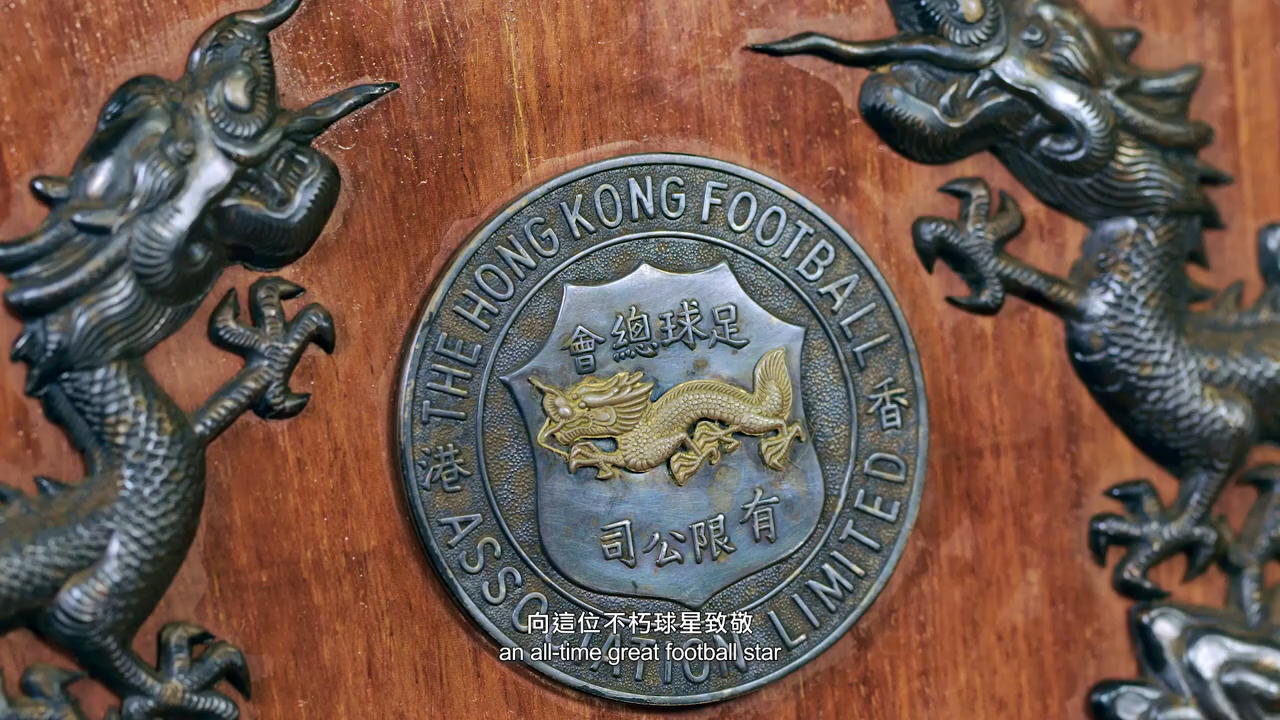 THE HONG KONG FOOTBALL
香港
ASSOCIATION LIMITED
會總球足
司公限有
向這位不朽球星致敬
an all-time great football star